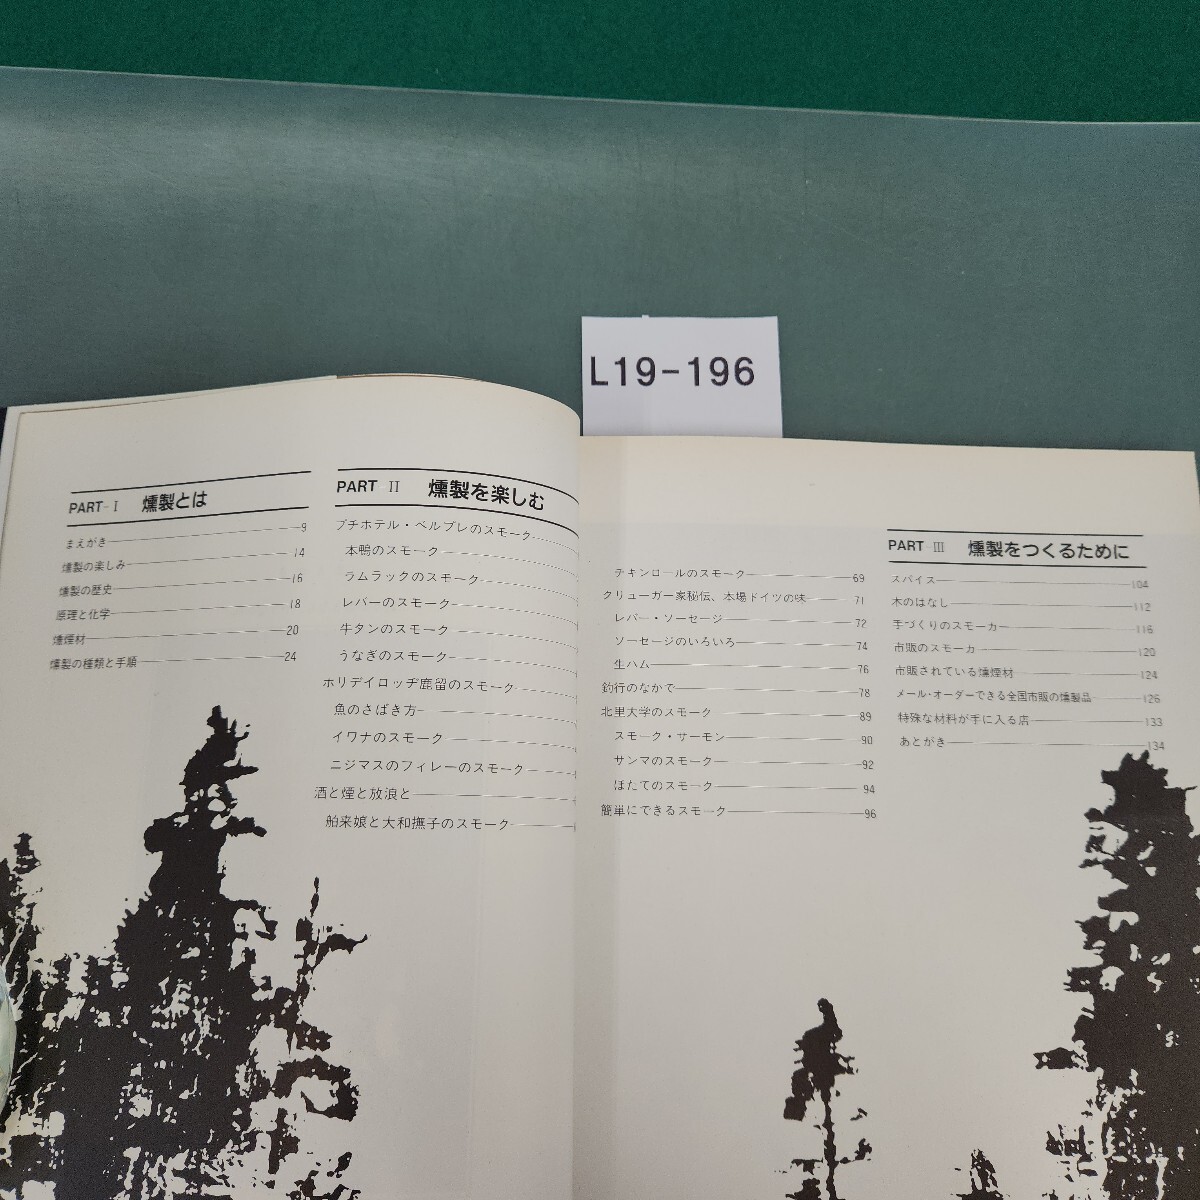 L19-196
PART-I 燻製とは
まえがき 9
燻製の楽しみ 14
燻製の歴史 16
原理と化学 18
燻煙材 20
燻製の種類と手順 24
PART-II 燻製を楽しむ
プチホテル・ベルブレのスモーク
本鴨のスモーク
ラムラックのスモーク
レバーのスモーク
牛タンのスモーク
うなぎのスモーク
ホリデイロッヂ鹿留のスモーク
魚のさばき方
イワナのスモーク
ニジマスのフィレーのスモーク
酒と煙と放浪と
舶来娘と大和撫子のスモーク
チキンロールのスモーク 69
クリューガー家秘伝、本場ドイツの味 71
レバー・ソーセージ 72
ソーセージのいろいろ 74
生ハム 76
釣行のなかで 78
北里大学のスモーク 89
スモーク・サーモン 90
サンマのスモーク 92
ほたてのスモーク 94
簡単にできるスモーク 96
PART-III 燻製をつくるために
スパイス 104
木のはなし 112
手づくりのスモーカ 116
市販のスモーカ 120
市販されている燻煙材 124
メール・オーダーできる全国市販の燻製品 126
特殊な材料が手に入る店 133
あとがき 134